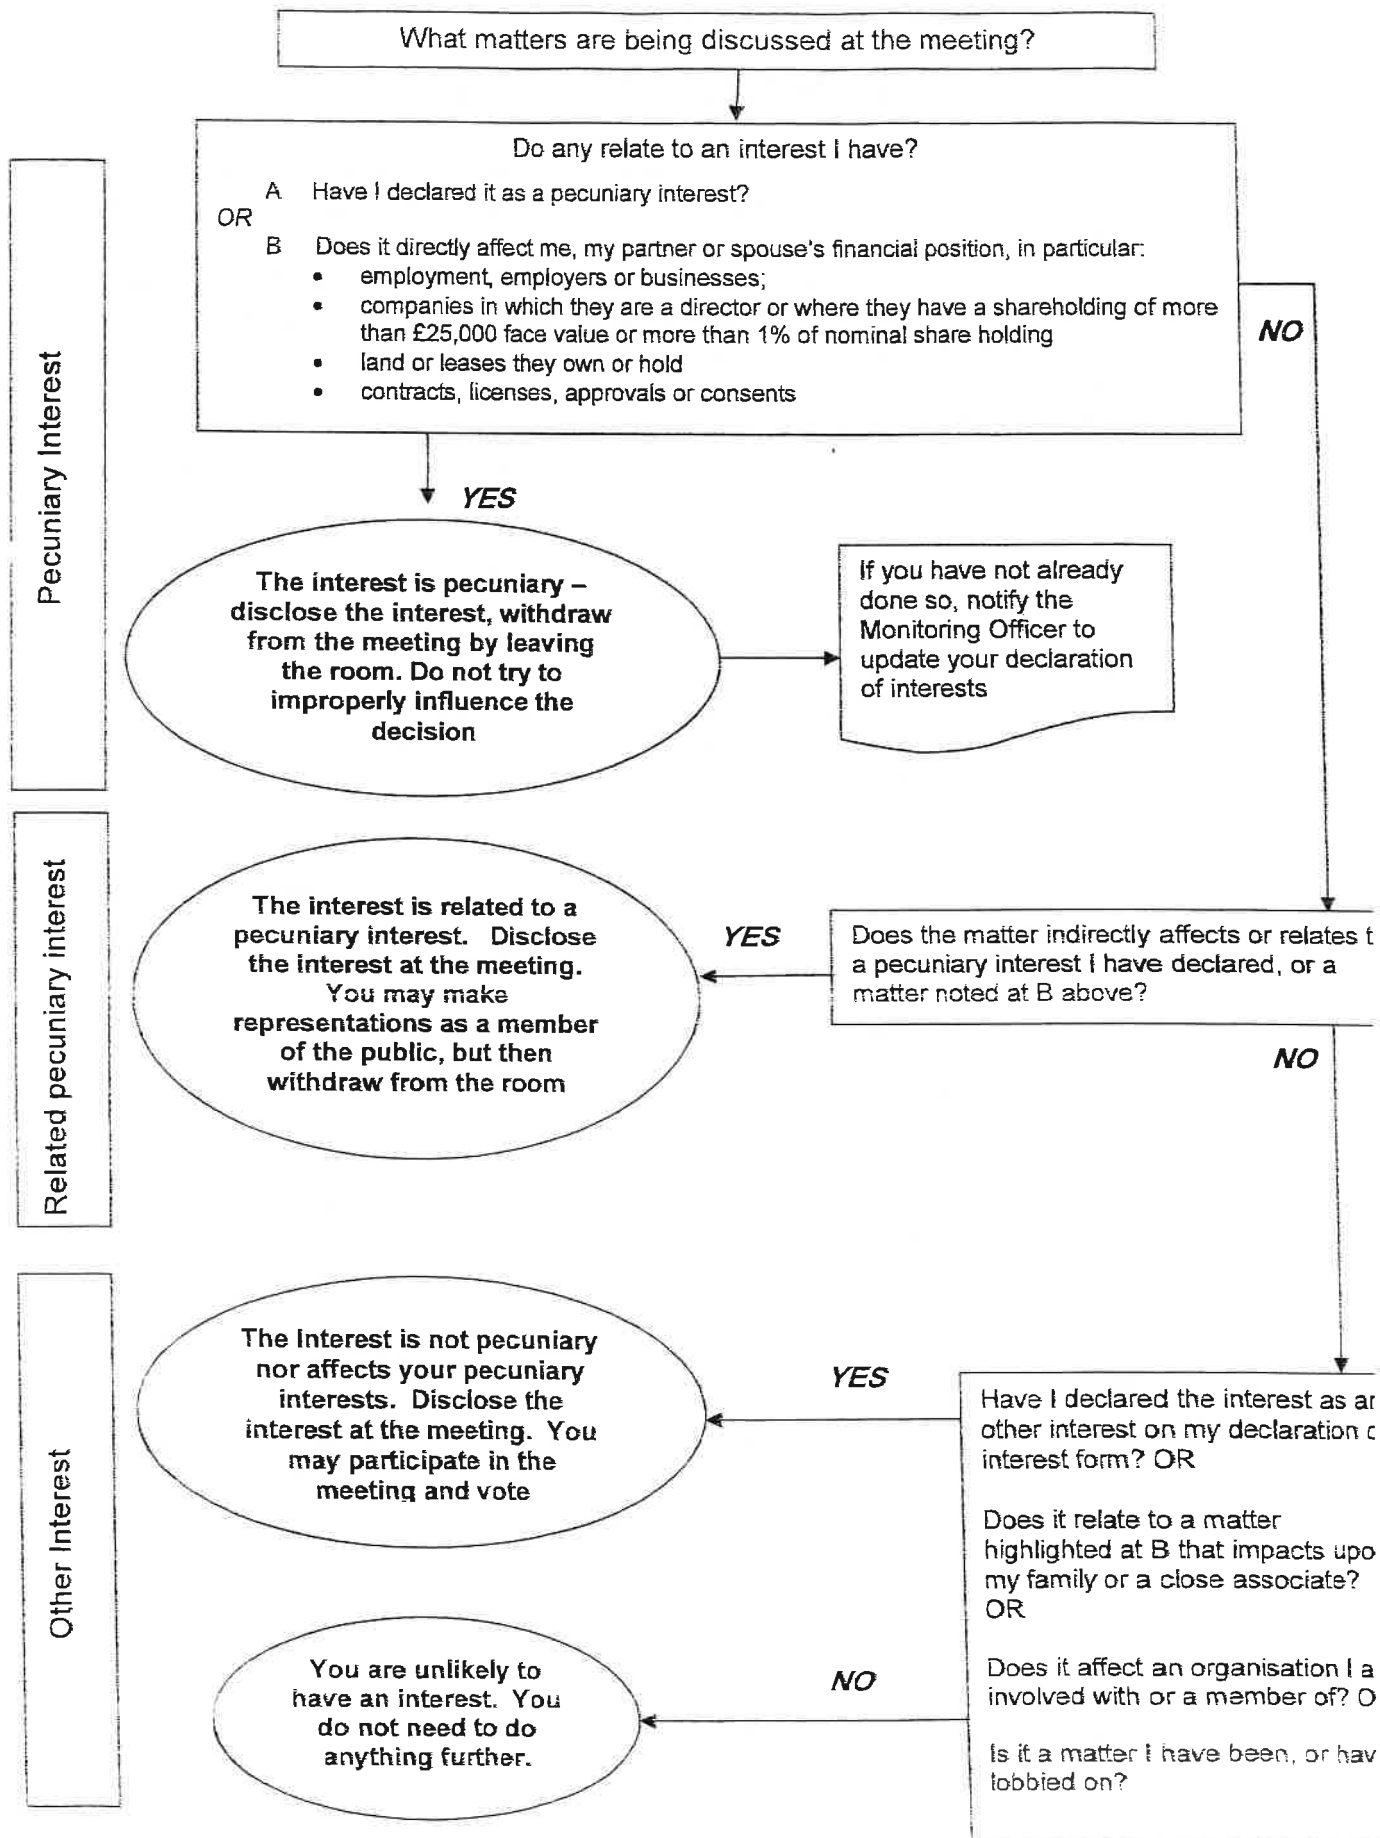 What matters are being discussed at the meeting?
Do any relate to an interest I have?
A Have I declared it as a pecuniary interest?
OR
B Does it directly affect me, my partner or spouse's financial position, in particular:
• employment, employers or businesses;
• companies in which they are a director or where they have a shareholding of more
than £25,000 face value or more than 1% of nominal share holding
• land or leases they own or hold
• contracts, licenses, approvals or consents
NO
Pecuniary Interest
YES
The interest is pecuniary –
disclose the interest, withdraw
from the meeting by leaving
the room. Do not try to
improperly influence the
decision
If you have not already
done so, notify the
Monitoring Officer to
update your declaration
of interests
Related pecuniary interest
The interest is related to a
pecuniary interest. Disclose
the interest at the meeting.
You may make
representations as a member
of the public, but then
withdraw from the room
YES
Does the matter indirectly affects or relates t
a pecuniary interest I have declared, or a
matter noted at B above?
NO
Other Interest
The Interest is not pecuniary
nor affects your pecuniary
interests. Disclose the
interest at the meeting. You
may participate in the
meeting and vote
YES
Have I declared the interest as an
other interest on my declaration o
interest form? OR
Does it relate to a matter
highlighted at B that impacts upo
my family or a close associate?
OR
Does it affect an organisation I a
involved with or a member of? O
Is it a matter I have been, or hav
lobbied on?
NO
You are unlikely to
have an interest. You
do not need to do
anything further.